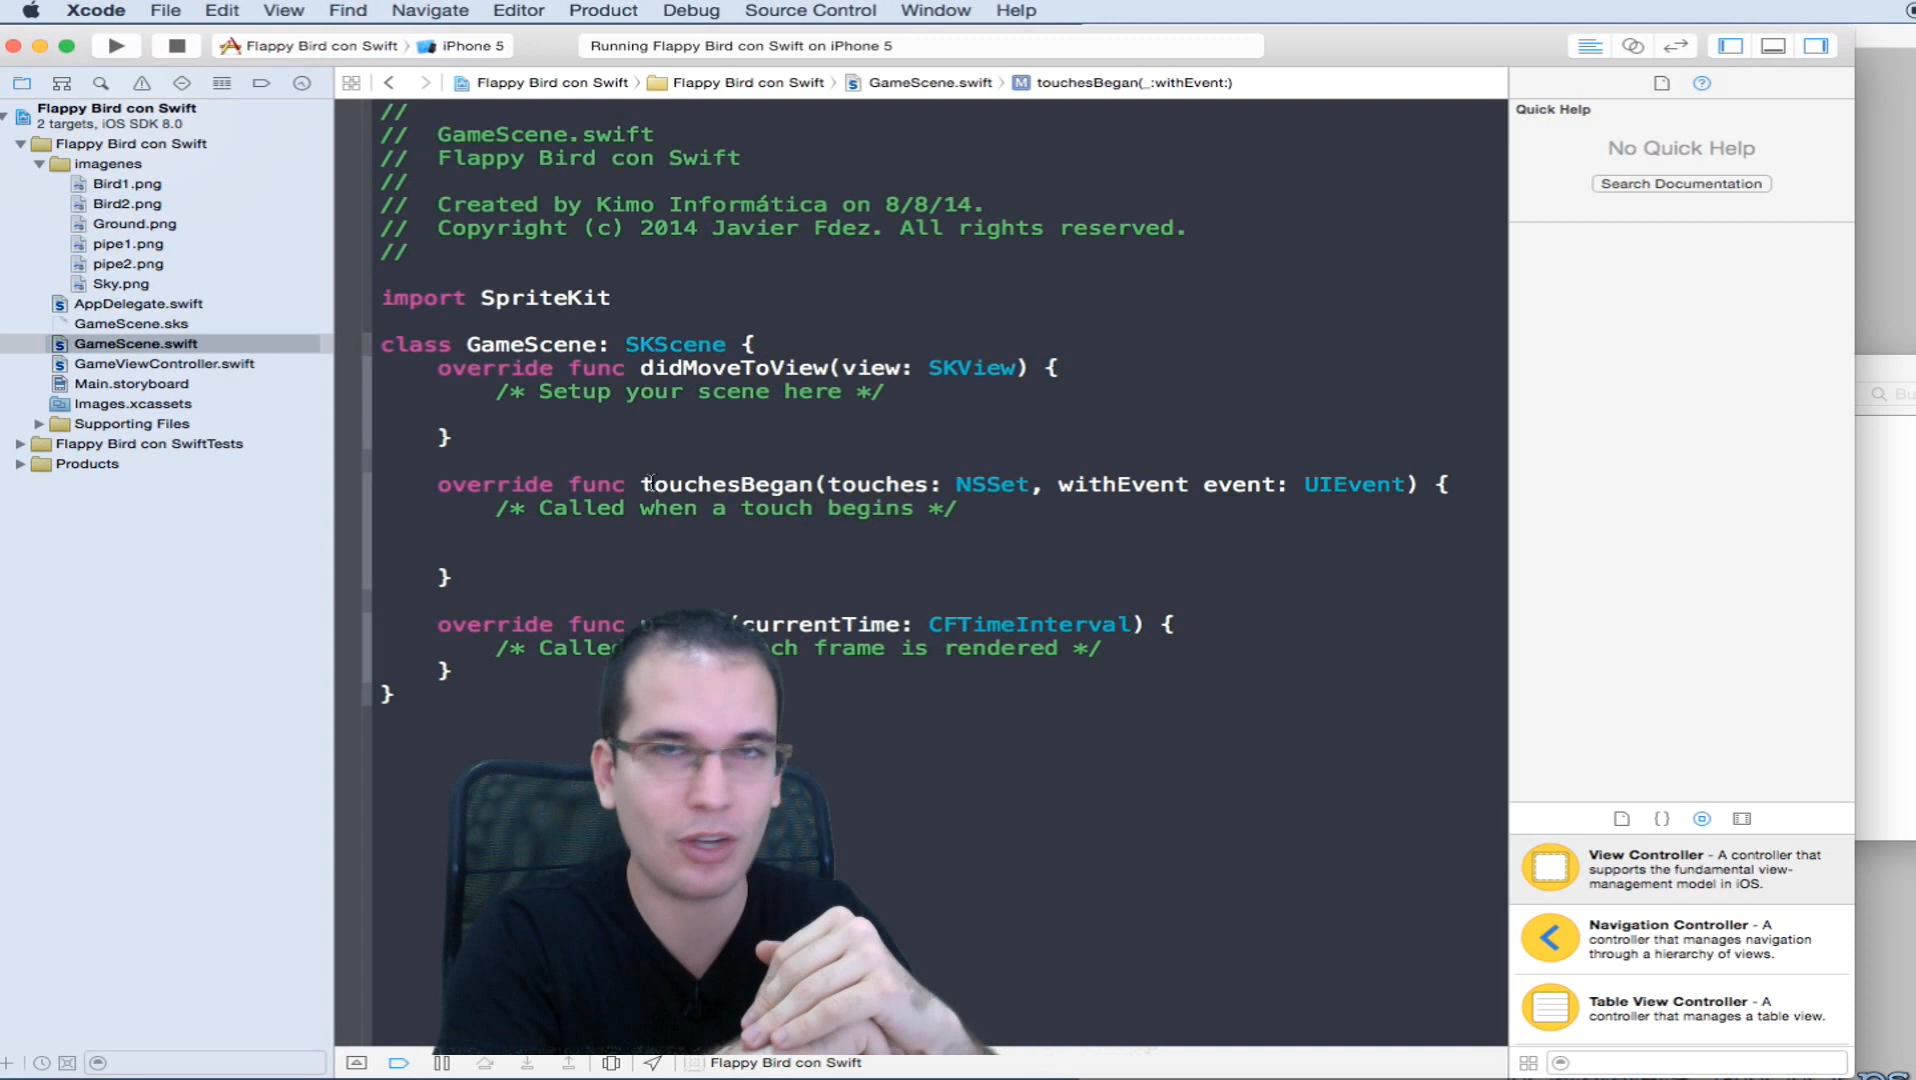 Xcode File Edit View Find Navigate Editor Product Debug Source Control Window Help
Flappy Bird con Swift iPhone 5
Running Flappy Bird con Swift on iPhone 5
Flappy Bird con Swift
2 targets, iOS SDK 8.0
Flappy Bird con Swift
imagenes
Bird1.png
Bird2.png
Ground.png
pipe1.png
pipe2.png
Sky.png
AppDelegate.swift
GameScene.sks
GameScene.swift
GameViewController.swift
Main.storyboard
Images.xcassets
Supporting Files
Flappy Bird con SwiftTests
Products
Flappy Bird con Swift Flappy Bird con Swift GameScene.swift M touchesBegan(_:withEvent:)
//
// GameScene.swift
// Flappy Bird con Swift
//
// Created by Kimo Informática on 8/8/14.
// Copyright (c) 2014 Javier Fdez. All rights reserved.
//
import SpriteKit
class GameScene: SKScene {
override func didMoveToView(view: SKView) {
/* Setup your scene here */
}
override func touchesBegan(touches: NSSet, withEvent event: UIEvent) {
/* Called when a touch begins */
}
override func (currentTime: CFTimeInterval) {
/* frame is rendered */
}
}
Flappy Bird con Swift
Quick Help
No Quick Help
Search Documentation
{}
View Controller - A controller that
supports the fundamental view-
management model in iOS.
Navigation Controller - A
controller that manages navigation
through a hierarchy of views.
Table View Controller - A
controller that manages a table view.